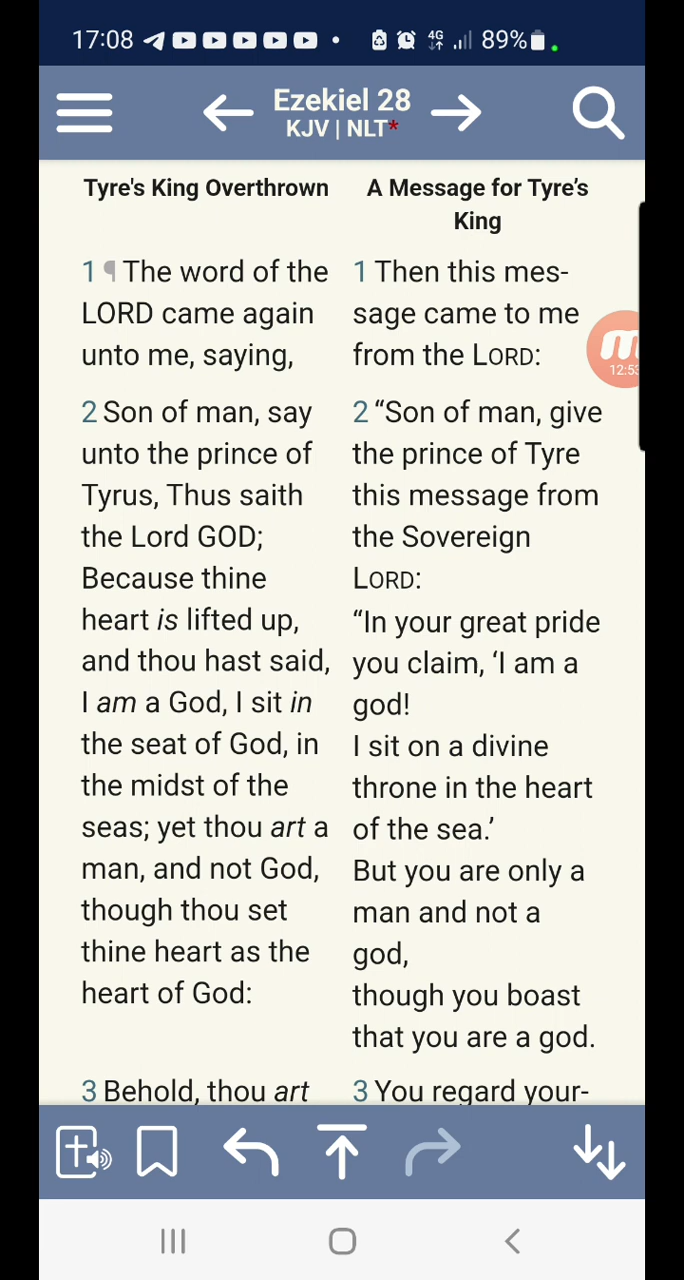 17:08 4G 89%
Ezekiel 28
KJV | NLT*
Tyre's King Overthrown
1 ¶ The word of the
LORD came again
unto me, saying,
2 Son of man, say
unto the prince of
Tyrus, Thus saith
the Lord GOD;
Because thine
heart is lifted up,
and thou hast said,
I am a God, I sit in
the seat of God, in
the midst of the
seas; yet thou art a
man, and not God,
though thou set
thine heart as the
heart of God:
3 Behold, thou art
A Message for Tyre’s
King
1 Then this mes-
sage came to me
from the LORD:
2 “Son of man, give
the prince of Tyre
this message from
the Sovereign
LORD:
“In your great pride
you claim, ‘I am a
god!
I sit on a divine
throne in the heart
of the sea.’
But you are only a
man and not a
god,
though you boast
that you are a god.
3 You regard your-
m
12:53